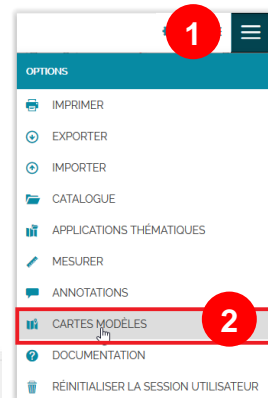 1
OPTIONS
IMPRIMER
EXPORTER
IMPORTER
CATALOGUE
APPLICATIONS THÉMATIQUES
MESURER
ANNOTATIONS
CARTES MODÈLES
2
DOCUMENTATION
RÉINITIALISER LA SESSION UTILISATEUR